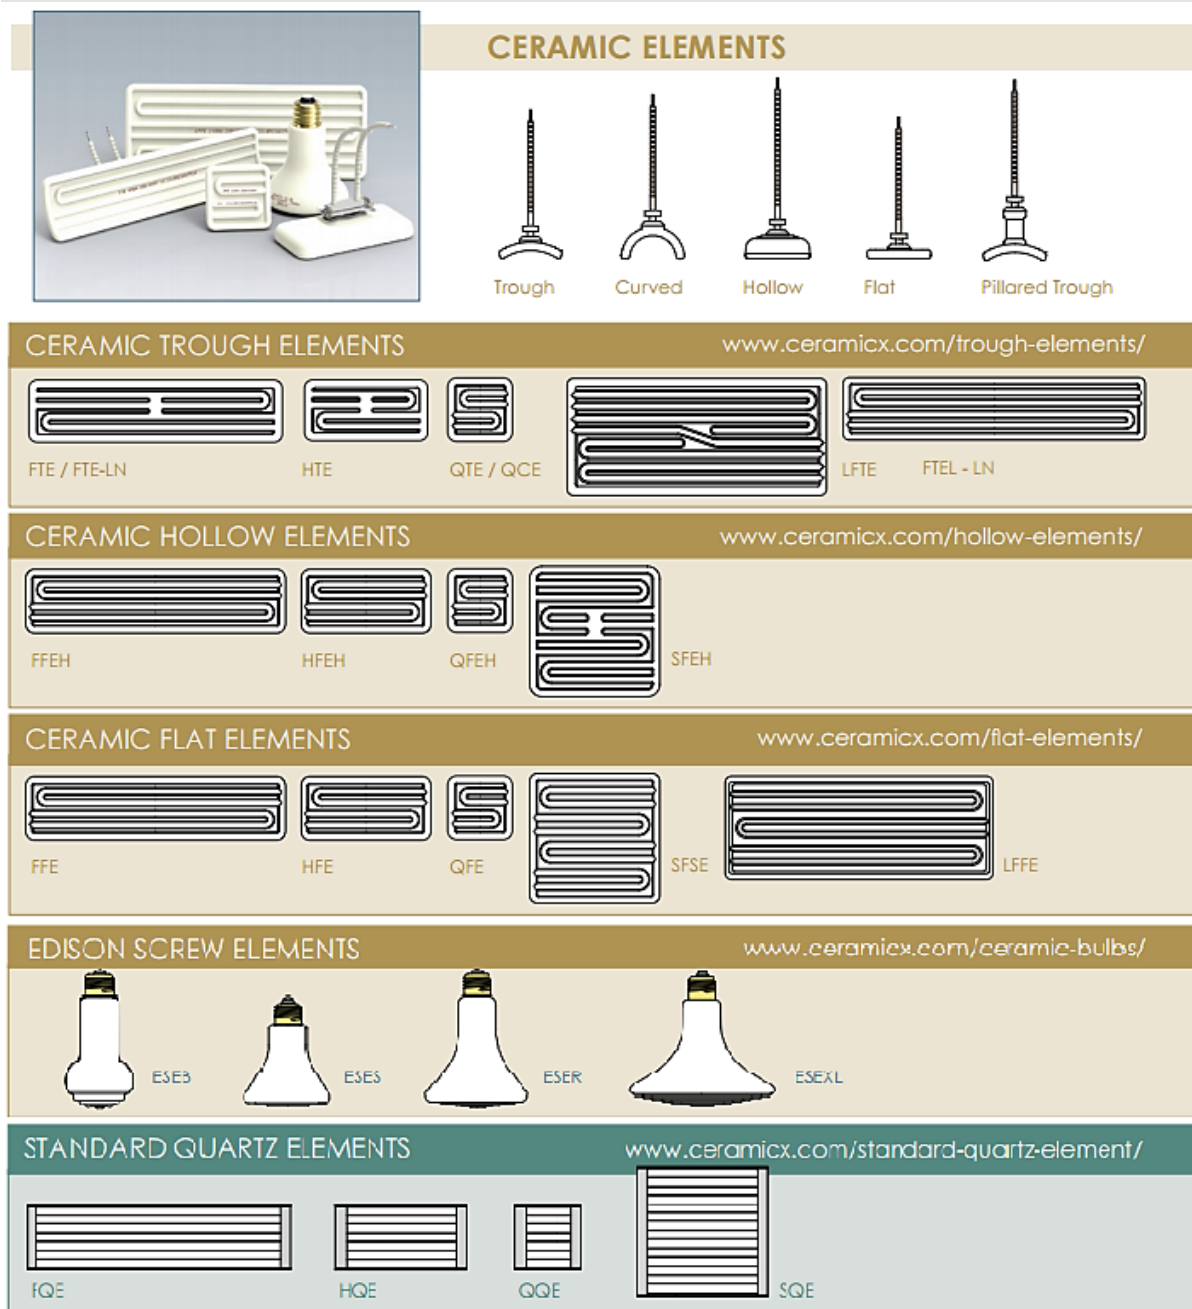 CERAMIC ELEMENTS
Trough Curved Hollow Flat Pillared Trough
CERAMIC TROUGH ELEMENTS www.ceramicx.com/trough-elements/
FTE / FTE-LN HTE QTE / QCE LFTE FTEL - LN
CERAMIC HOLLOW ELEMENTS www.ceramicx.com/hollow-elements/
FFEH HFEH QFEH SFEH
CERAMIC FLAT ELEMENTS www.ceramicx.com/flat-elements/
FFE HFE QFE SFSE LFFE
EDISON SCREW ELEMENTS www.ceramicx.com/ceramic-bulbs/
ESEB ESES ESER ESEXL
STANDARD QUARTZ ELEMENTS www.ceramicx.com/standard-quartz-element/
FQE HQE QQE SQE